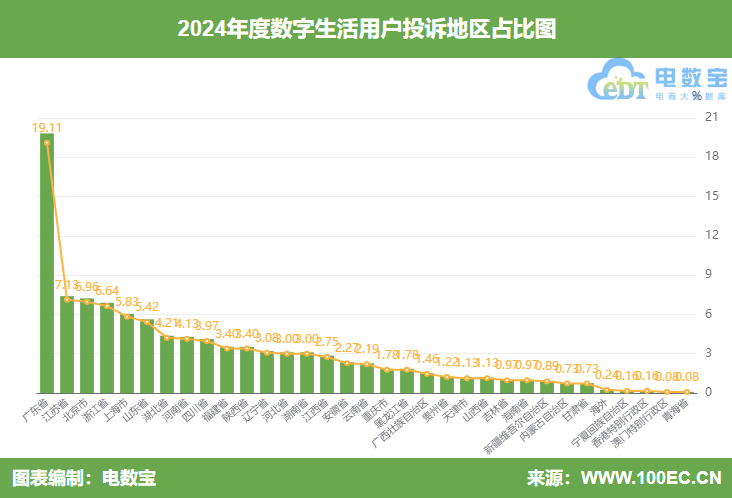 2024年度数字生活用户投诉地区占比图
eDT 电数宝
电商大数据库
%
21
18
15
12
9
6
3
0
19.11
7.13
6.96
6.64
5.83
5.42
4.21
4.13
3.97
3.40
3.40
3.08
3.00
3.00
2.75
2.27
2.19
1.78
1.78
1.46
1.22
1.13
1.13
0.97
0.97
0.89
0.73
0.73
0.24
0.16
0.16
0.08
0.08
广东省
江苏省
北京市
浙江省
上海市
山东省
湖北省
河南省
四川省
福建省
陕西省
辽宁省
河北省
湖南省
江西省
安徽省
云南省
重庆市
黑龙江省
广西壮族自治区
贵州省
天津市
山西省
吉林省
海南省
新疆维吾尔自治区
内蒙古自治区
甘肃省
海外
宁夏回族自治区
香港特别行政区
澳门特别行政区
青海省
图表编制：电数宝
来源：WWW.100EC.CN